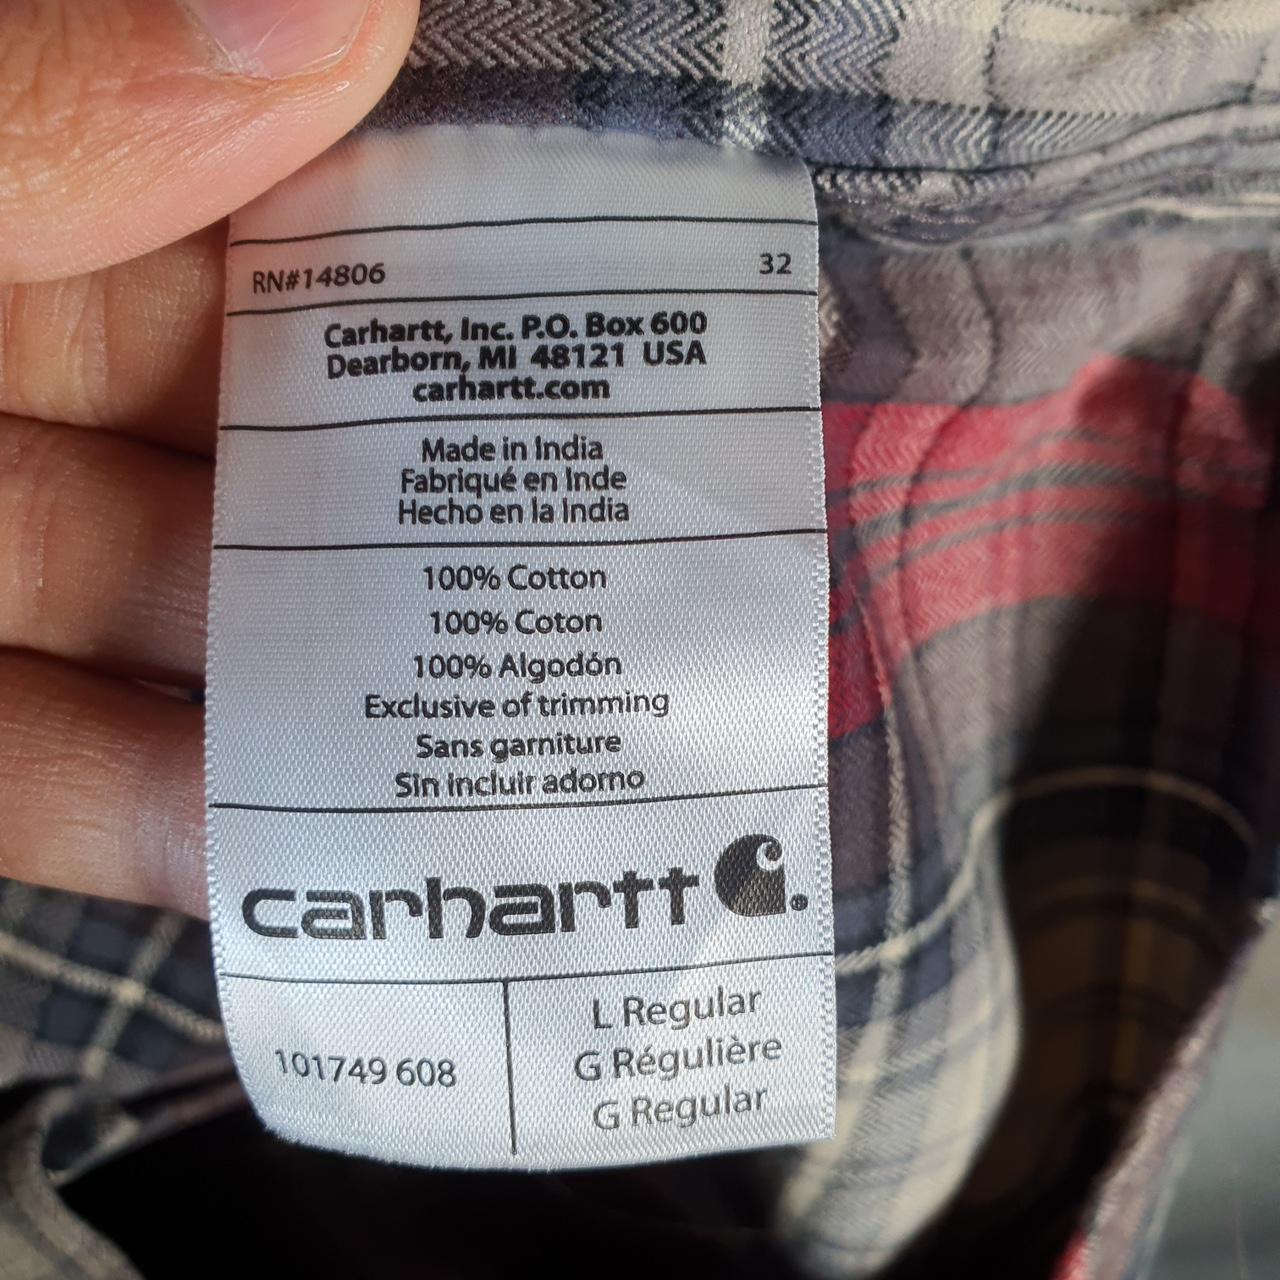 RN#14806 32
Carhartt, Inc. P.O. Box 600
Dearborn, MI 48121 USA
carhartt.com
Made in India
Fabriqué en Inde
Hecho en la India
100% Cotton
100% Coton
100% Algodón
Exclusive of trimming
Sans garniture
Sin incluir adorno
carhartt
101749 608
L Regular
G Régulière
G Regular